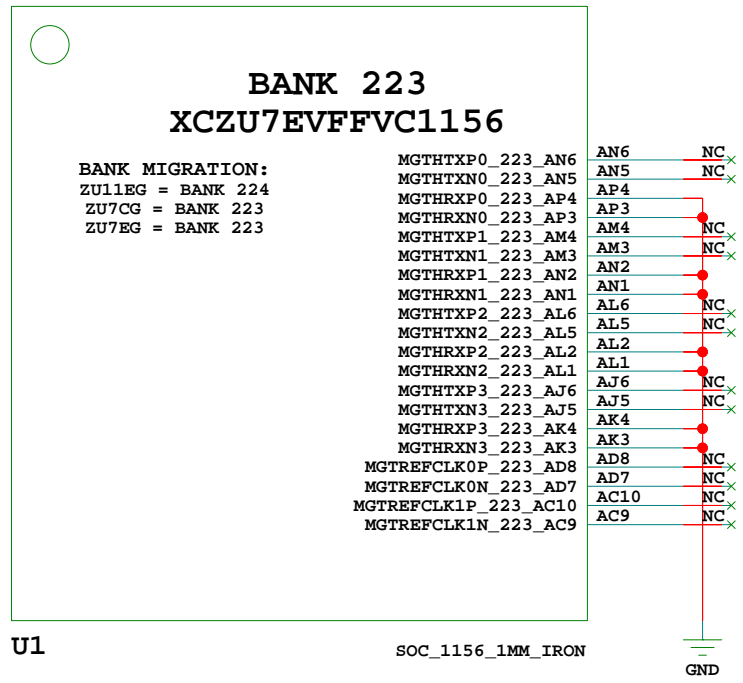 BANK 223
XCZU7EVFFVC1156
BANK MIGRATION:
ZU11EG = BANK 224
ZU7CG = BANK 223
ZU7EG = BANK 223
MGTHTXP0_223_AN6 AN6 NC
MGTHTXN0_223_AN5 AN5 NC
MGTHRXP0_223_AP4 AP4
MGTHRXN0_223_AP3 AP3
MGTHTXP1_223_AM4 AM4 NC
MGTHTXN1_223_AM3 AM3 NC
MGTHRXP1_223_AN2 AN2
MGTHRXN1_223_AN1 AN1
MGTHTXP2_223_AL6 AL6 NC
MGTHTXN2_223_AL5 AL5 NC
MGTHRXP2_223_AL2 AL2
MGTHRXN2_223_AL1 AL1
MGTHTXP3_223_AJ6 AJ6 NC
MGTHTXN3_223_AJ5 AJ5 NC
MGTHRXP3_223_AK4 AK4
MGTHRXN3_223_AK3 AK3
MGTREFCLK0P_223_AD8 AD8 NC
MGTREFCLK0N_223_AD7 AD7 NC
MGTREFCLK1P_223_AC10 AC10 NC
MGTREFCLK1N_223_AC9 AC9 NC
U1
SOC_1156_1MM_IRON
GND